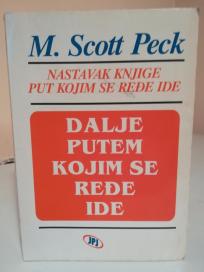 M. Scott Peck
NASTAVAK KNJIGE
PUT KOJIM SE REĐE IDE
DALJE
PUTEM
KOJIM SE
REĐE
IDE
JPJ